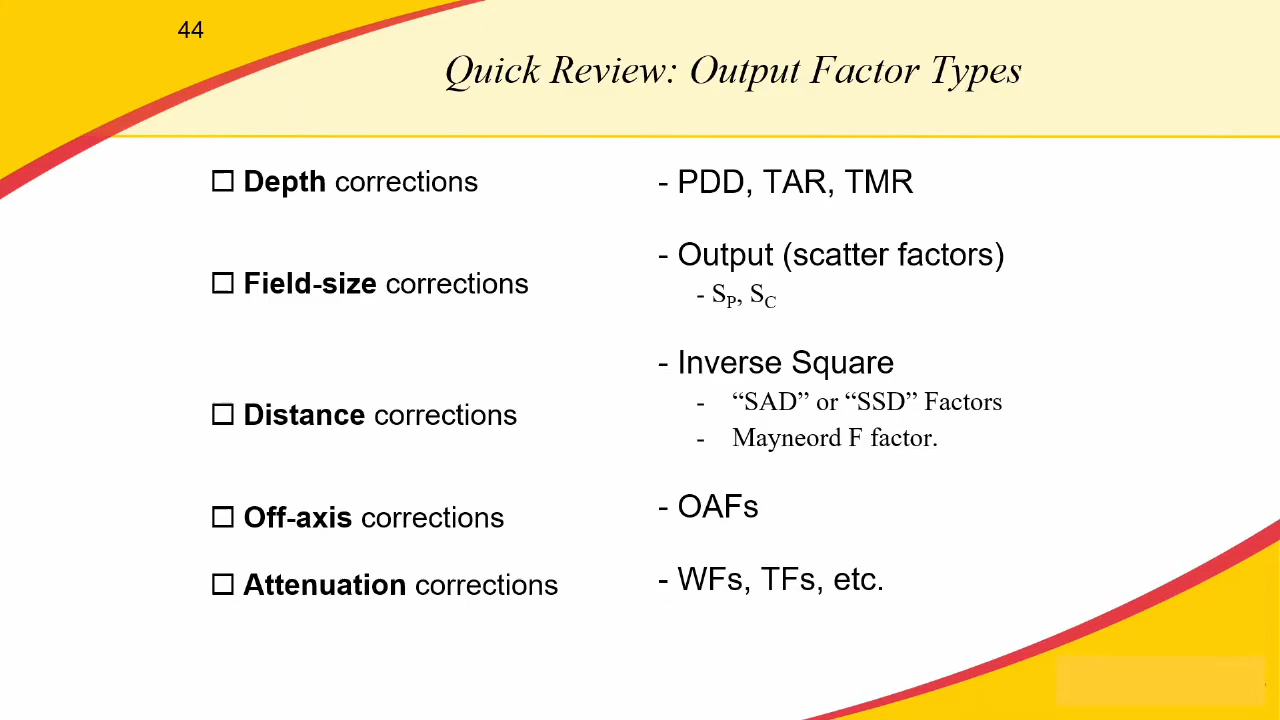 44
Quick Review: Output Factor Types
☐ Depth corrections
- PDD, TAR, TMR
☐ Field-size corrections
- Output (scatter factors)
- SP, SC
☐ Distance corrections
- Inverse Square
- “SAD” or “SSD” Factors
- Mayneord F factor.
☐ Off-axis corrections
- OAFs
☐ Attenuation corrections
- WFs, TFs, etc.